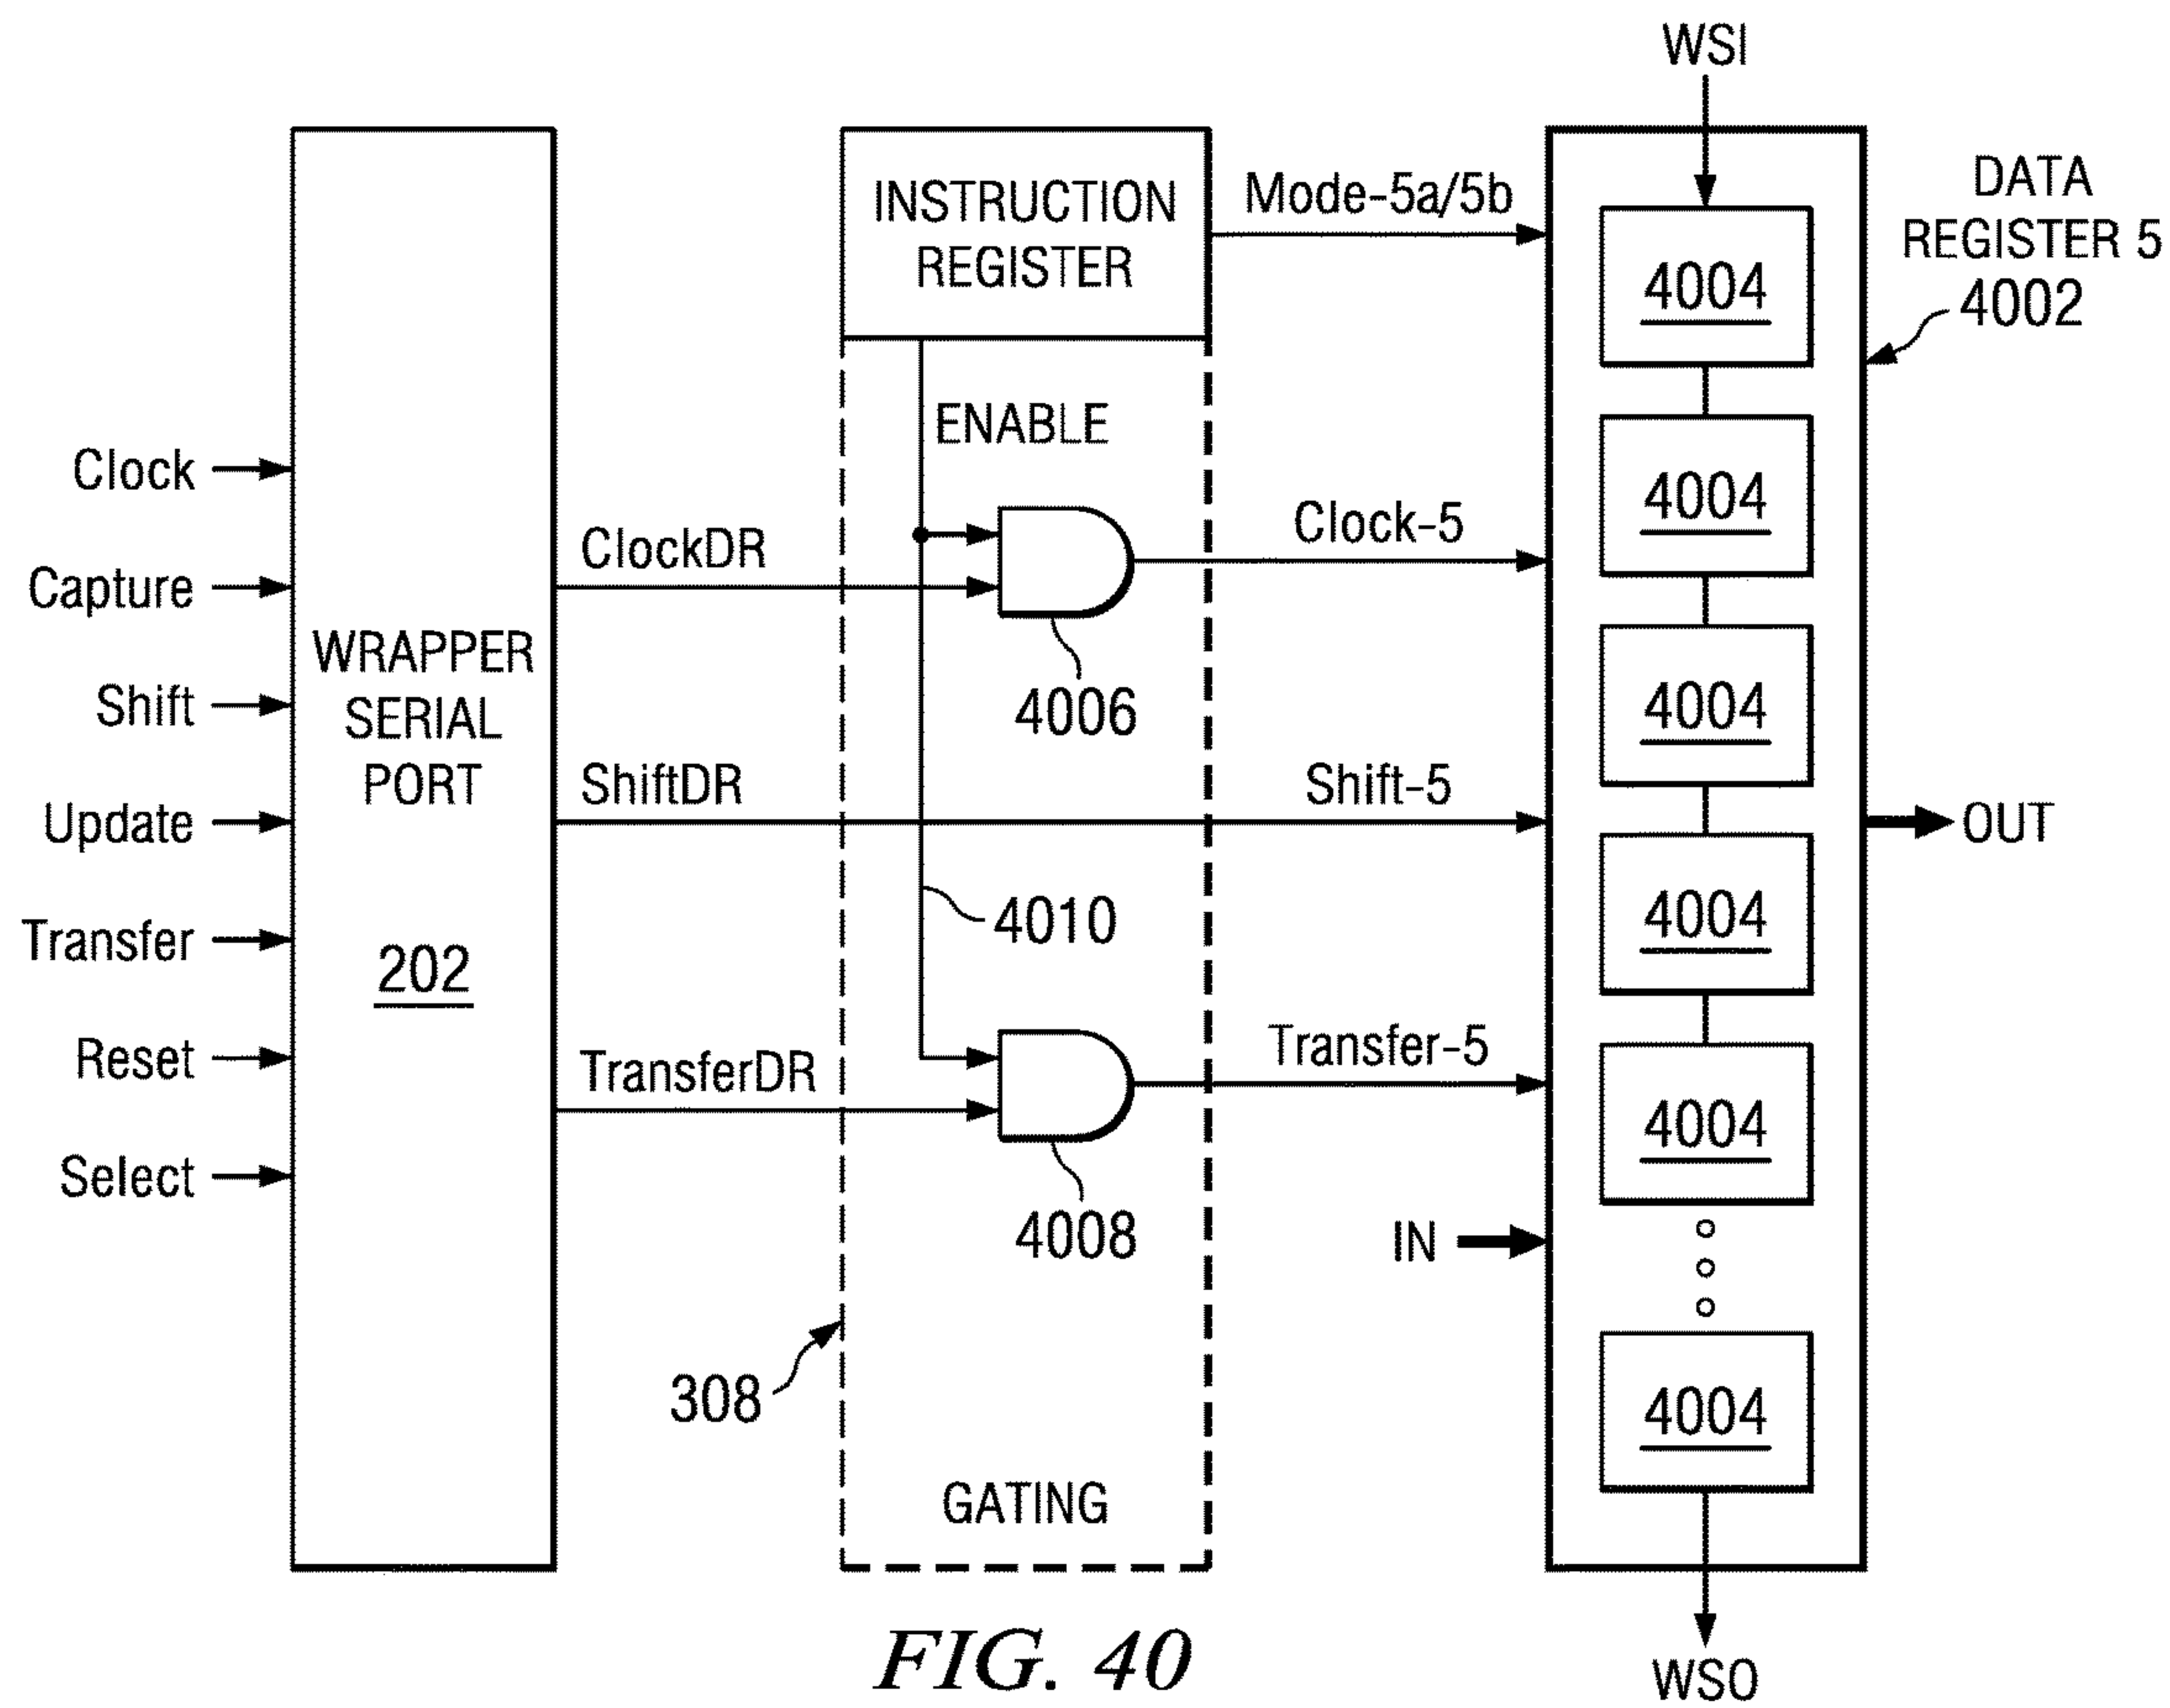 WSI
DATA
REGISTER 5
4002
INSTRUCTION
REGISTER
Mode-5a/5b
4004
ENABLE
Clock
Capture
Shift
Update
Transfer
Reset
Select
WRAPPER
SERIAL
PORT
202
ClockDR
4006
Clock-5
4004
4004
ShiftDR
Shift-5
OUT
4010
4004
TransferDR
Transfer-5
4008
4004
IN
308
4004
GATING
WSO
FIG. 40